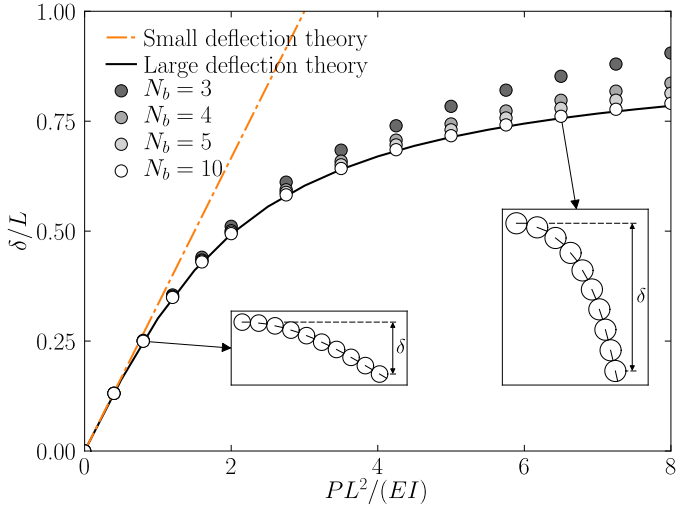 1.00
0.75
0.50
0.25
0.00
δ/L
Small deflection theory
Large deflection theory
N_b = 3
N_b = 4
N_b = 5
N_b = 10
δ
δ
0
2
4
6
8
PL²/(EI)